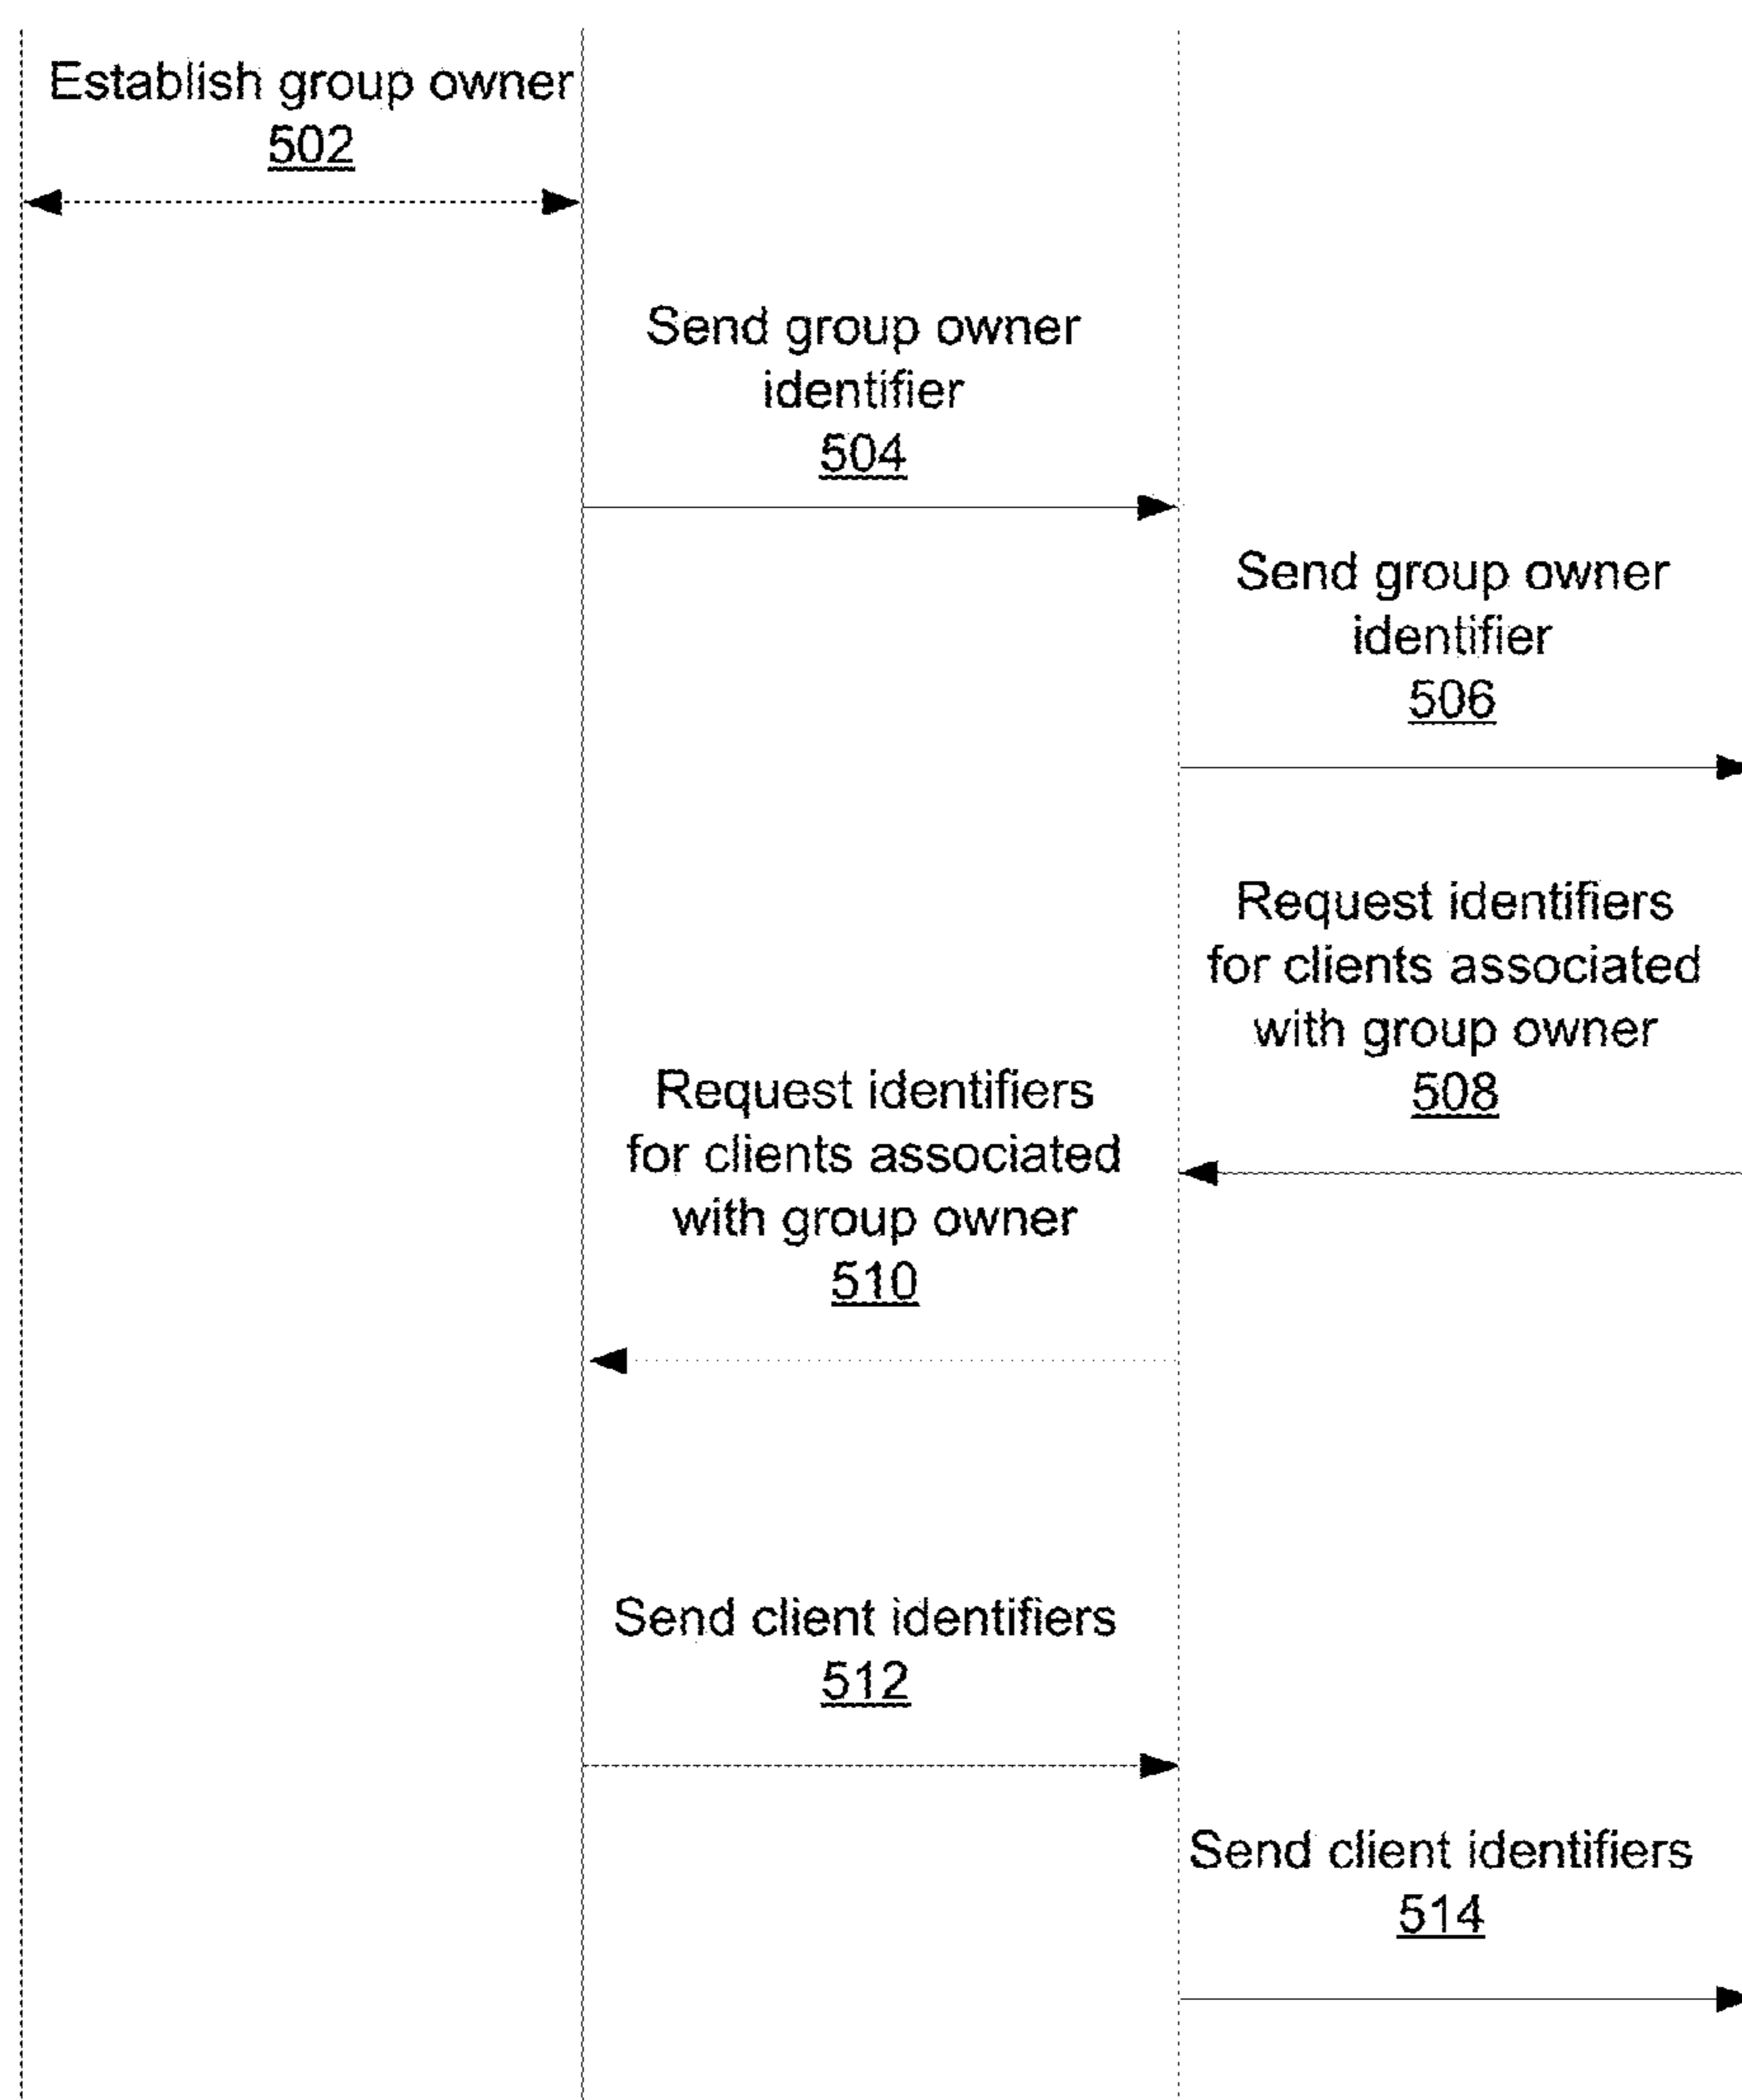 Establish group owner
502
Send group owner
identifier
504
Send group owner
identifier
506
Request identifiers
for clients associated
with group owner
508
Request identifiers
for clients associated
with group owner
510
Send client identifiers
512
Send client identifiers
514